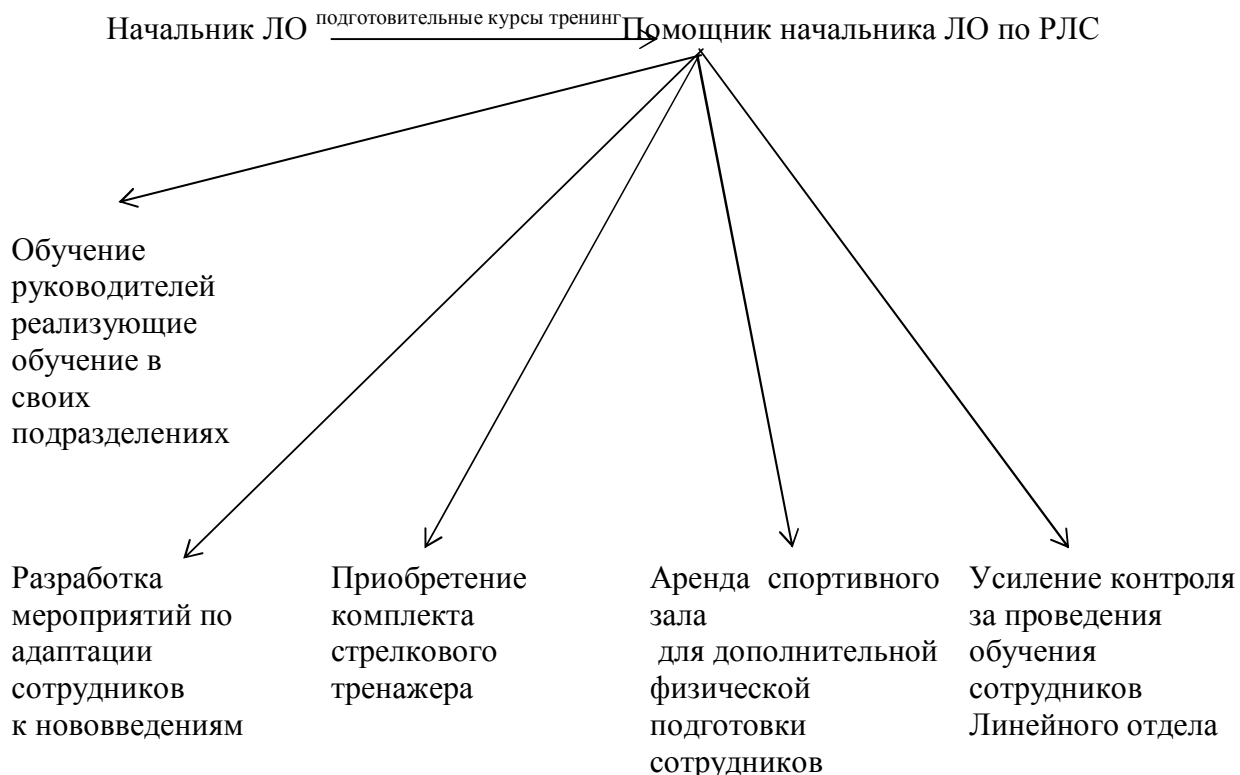 Начальник ЛО подготовительные курсы тренинг Помощник начальника ЛО по РЛС
Обучение
руководителей
реализующие
обучение в
своих
подразделениях
Разработка
мероприятий по
адаптации
сотрудников
к нововведениям
Приобретение
комплекта
стрелкового
тренажера
Аренда спортивного
зала
для дополнительной
физической
подготовки
сотрудников
Усиление контроля
за проведения
обучения
сотрудников
Линейного отдела